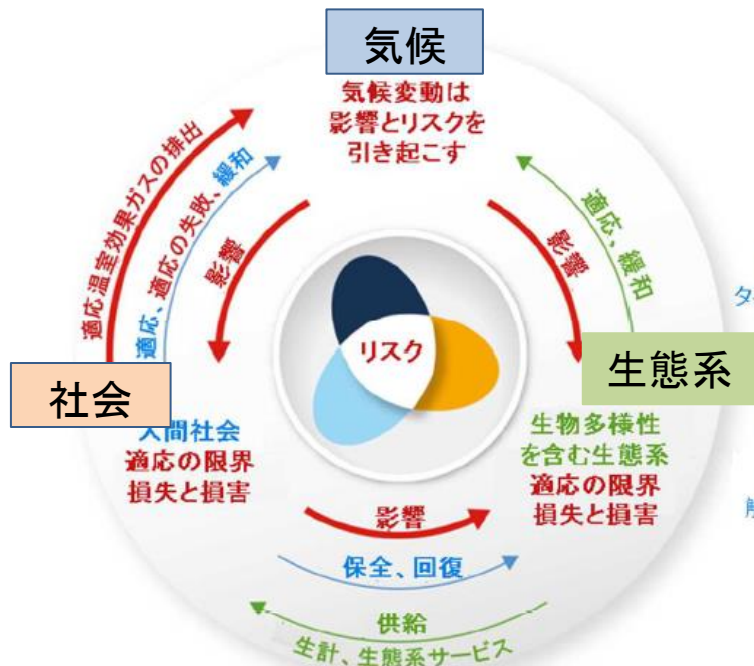 気候
気候変動は
影響とリスクを
引き起こす
適応温室効果ガスの排出
適応、適応の失敗、緩和
影響
影響
適応、緩和
リスク
社会
人間社会
適応の限界
損失と損害
生態系
生物多様性
を含む生態系
適応の限界
損失と損害
影響
保全、回復
供給
生計、生態系サービス